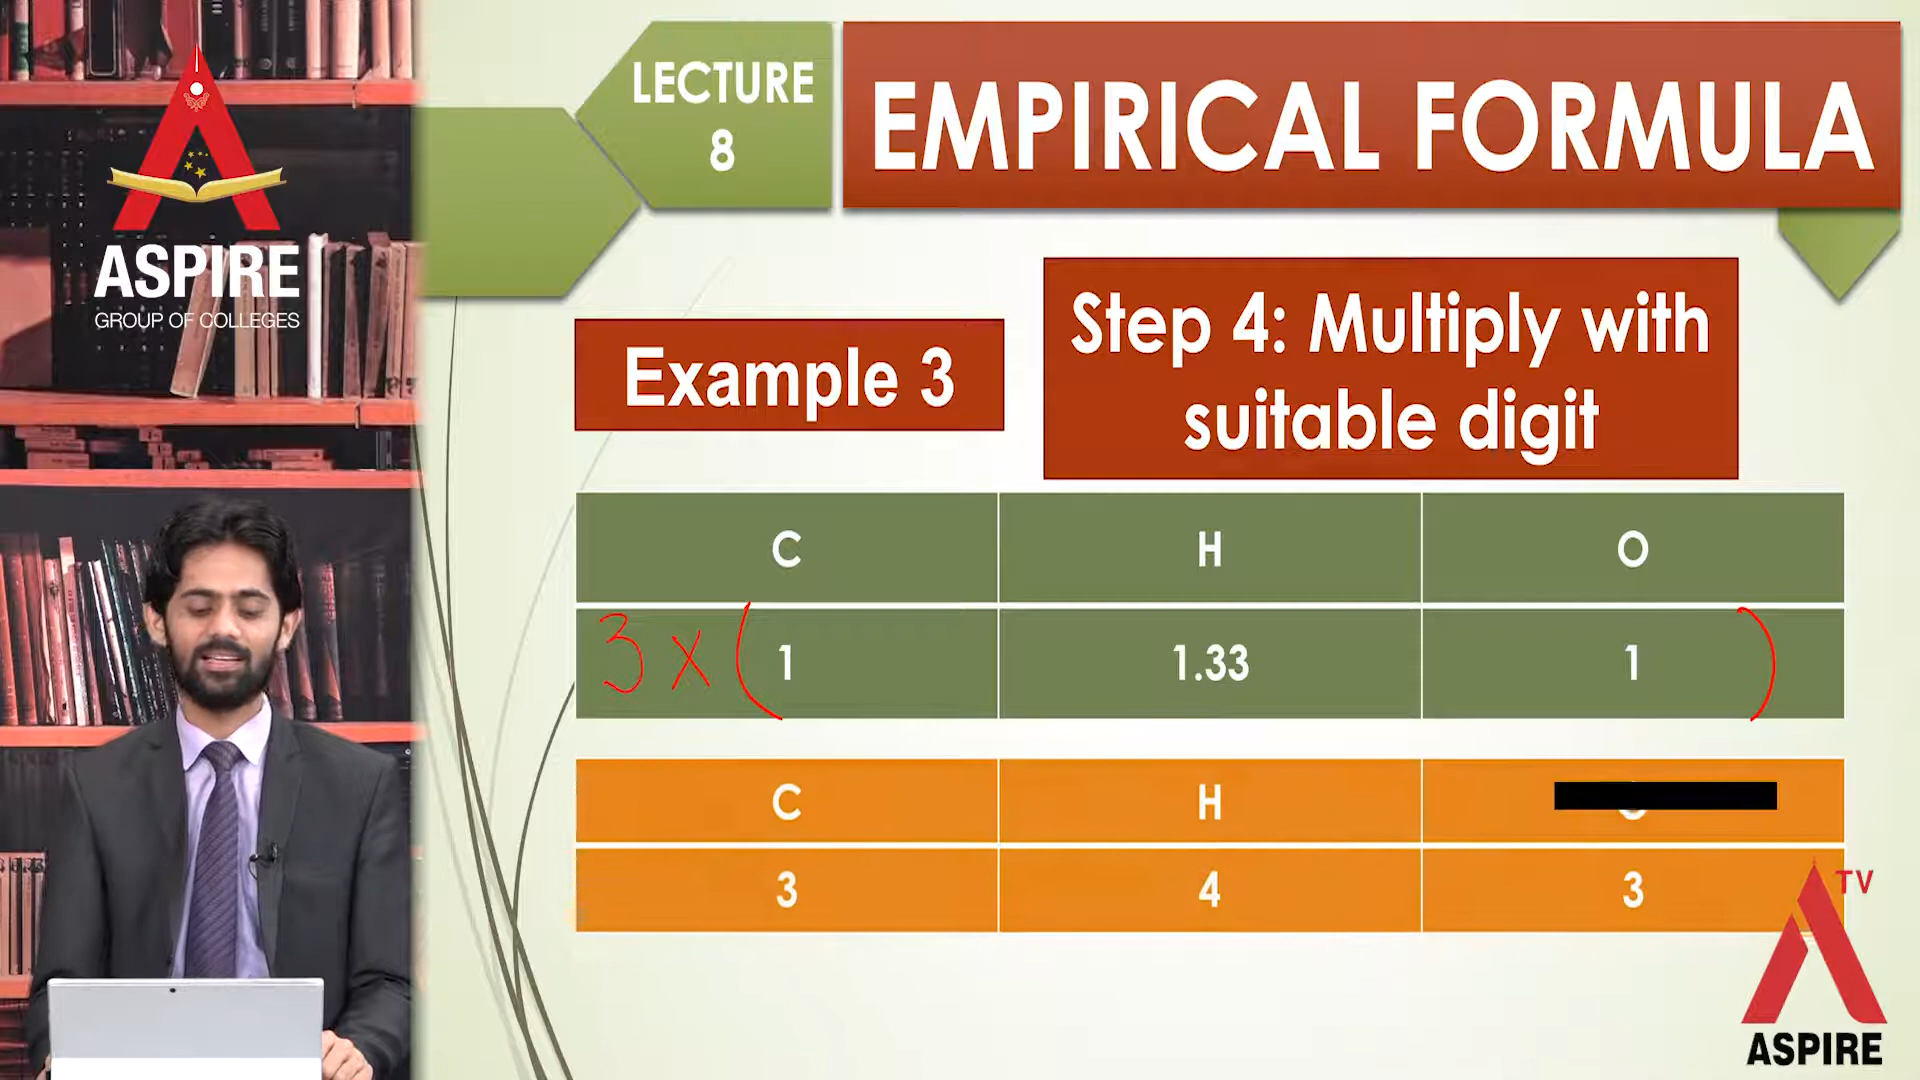 ASPIRE
GROUP OF COLLEGES
LECTURE
8
EMPIRICAL FORMULA
Example 3
Step 4: Multiply with
suitable digit
C H O
3 × ( 1 1.33 1 )
C H
3 4 3
TV
ASPIRE